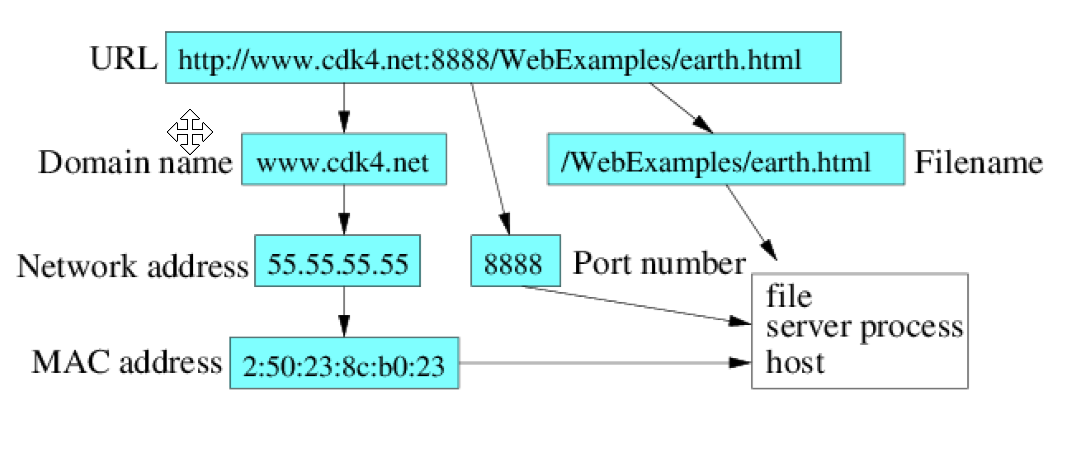 URL http://www.cdk4.net:8888/WebExamples/earth.html
Domain name www.cdk4.net /WebExamples/earth.html Filename
Network address 55.55.55.55 8888 Port number
file
server process
MAC address 2:50:23:8c:b0:23 host